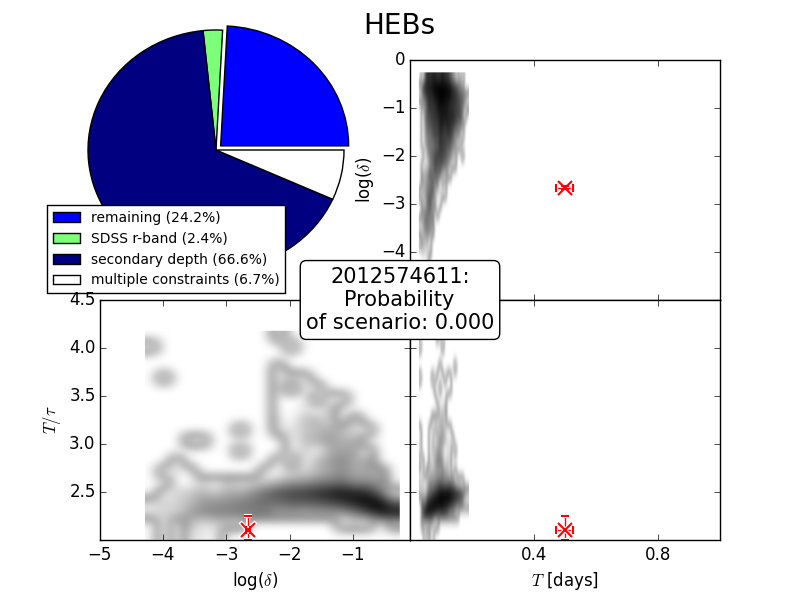 HEBs
remaining (24.2%)
SDSS r-band (2.4%)
secondary depth (66.6%)
multiple constraints (6.7%)
0
−1
−2
−3
−4
log(δ)
2012574611:
Probability
of scenario: 0.000
4.5
4.0
3.5
3.0
2.5
T/τ
−5 −4 −3 −2 −1
log(δ)
0.4 0.8
T [days]